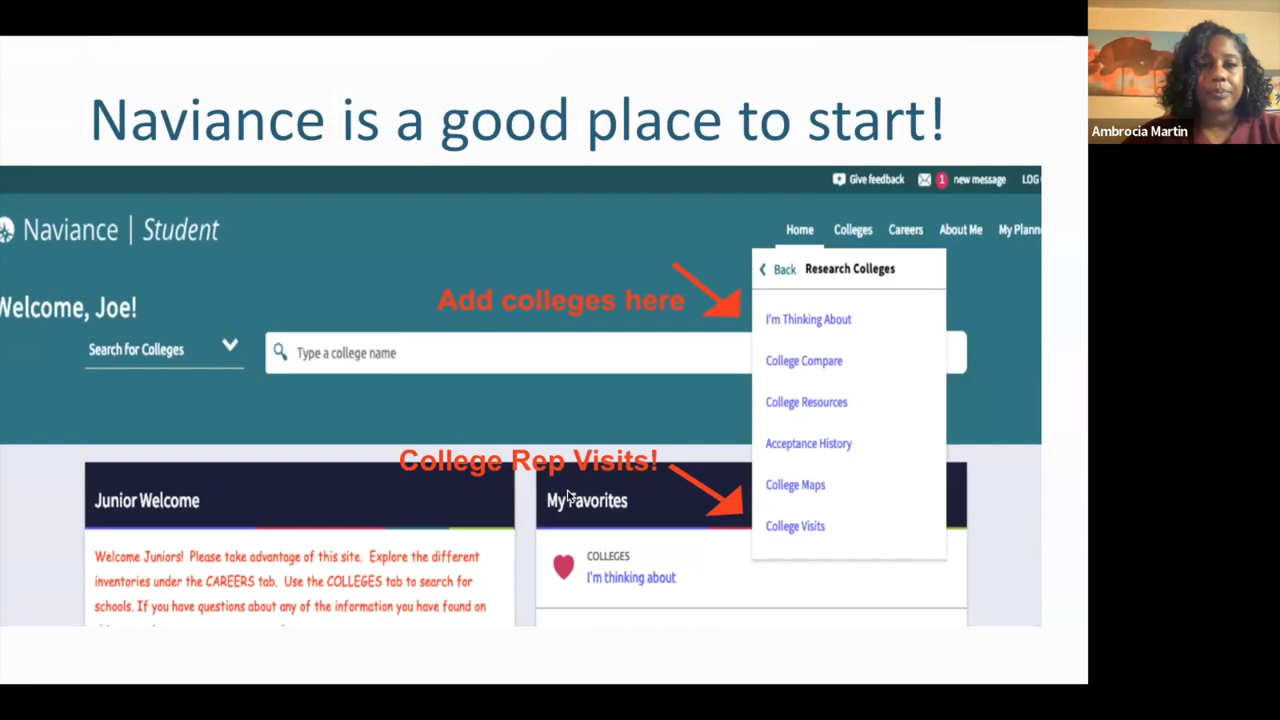 Naviance is a good place to start!
Ambrocia Martin
Give feedback 1 new message LOG
Naviance | Student
Home Colleges Careers About Me My Plann
Back Research Colleges
Welcome, Joe!
Add colleges here
I'm Thinking About
Search for Colleges
Type a college name
College Compare
College Resources
Acceptance History
College Rep Visits!
College Maps
Junior Welcome
My Favorites
College Visits
Welcome Juniors! Please take advantage of this site. Explore the different
inventories under the CAREERS tab. Use the COLLEGES tab to search for
schools. If you have questions about any of the information you have found on
COLLEGES
I'm thinking about